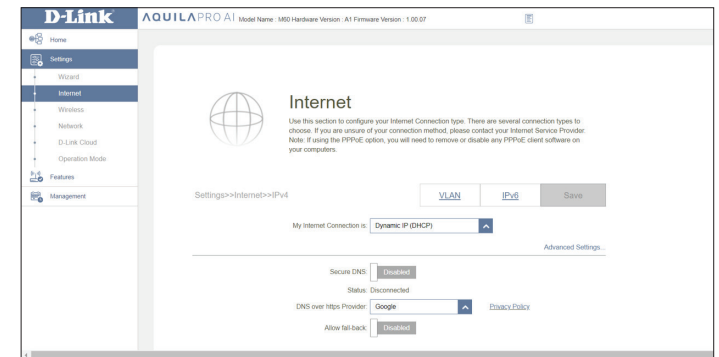 D-Link
AQUILA PRO AI Model Name : M60 Hardware Version : A1 Firmware Version : 1.00.07
Home
Settings
Wizard
Internet
Wireless
Network
D-Link Cloud
Operation Mode
Features
Management
Internet
Use this section to configure your Internet Connection type. There are several connection types to
choose. If you are unsure of your connection method, please contact your Internet Service Provider.
Note: If using the PPPoE option, you will need to remove or disable any PPPoE client software on
your computers.
Settings>>Internet>>IPv4
VLAN
IPv6
Save
My Internet Connection is: Dynamic IP (DHCP)
Advanced Settings...
Secure DNS: Disabled
Status: Disconnected
DNS over https Provider: Google
Privacy Policy
Allow fall-back: Disabled